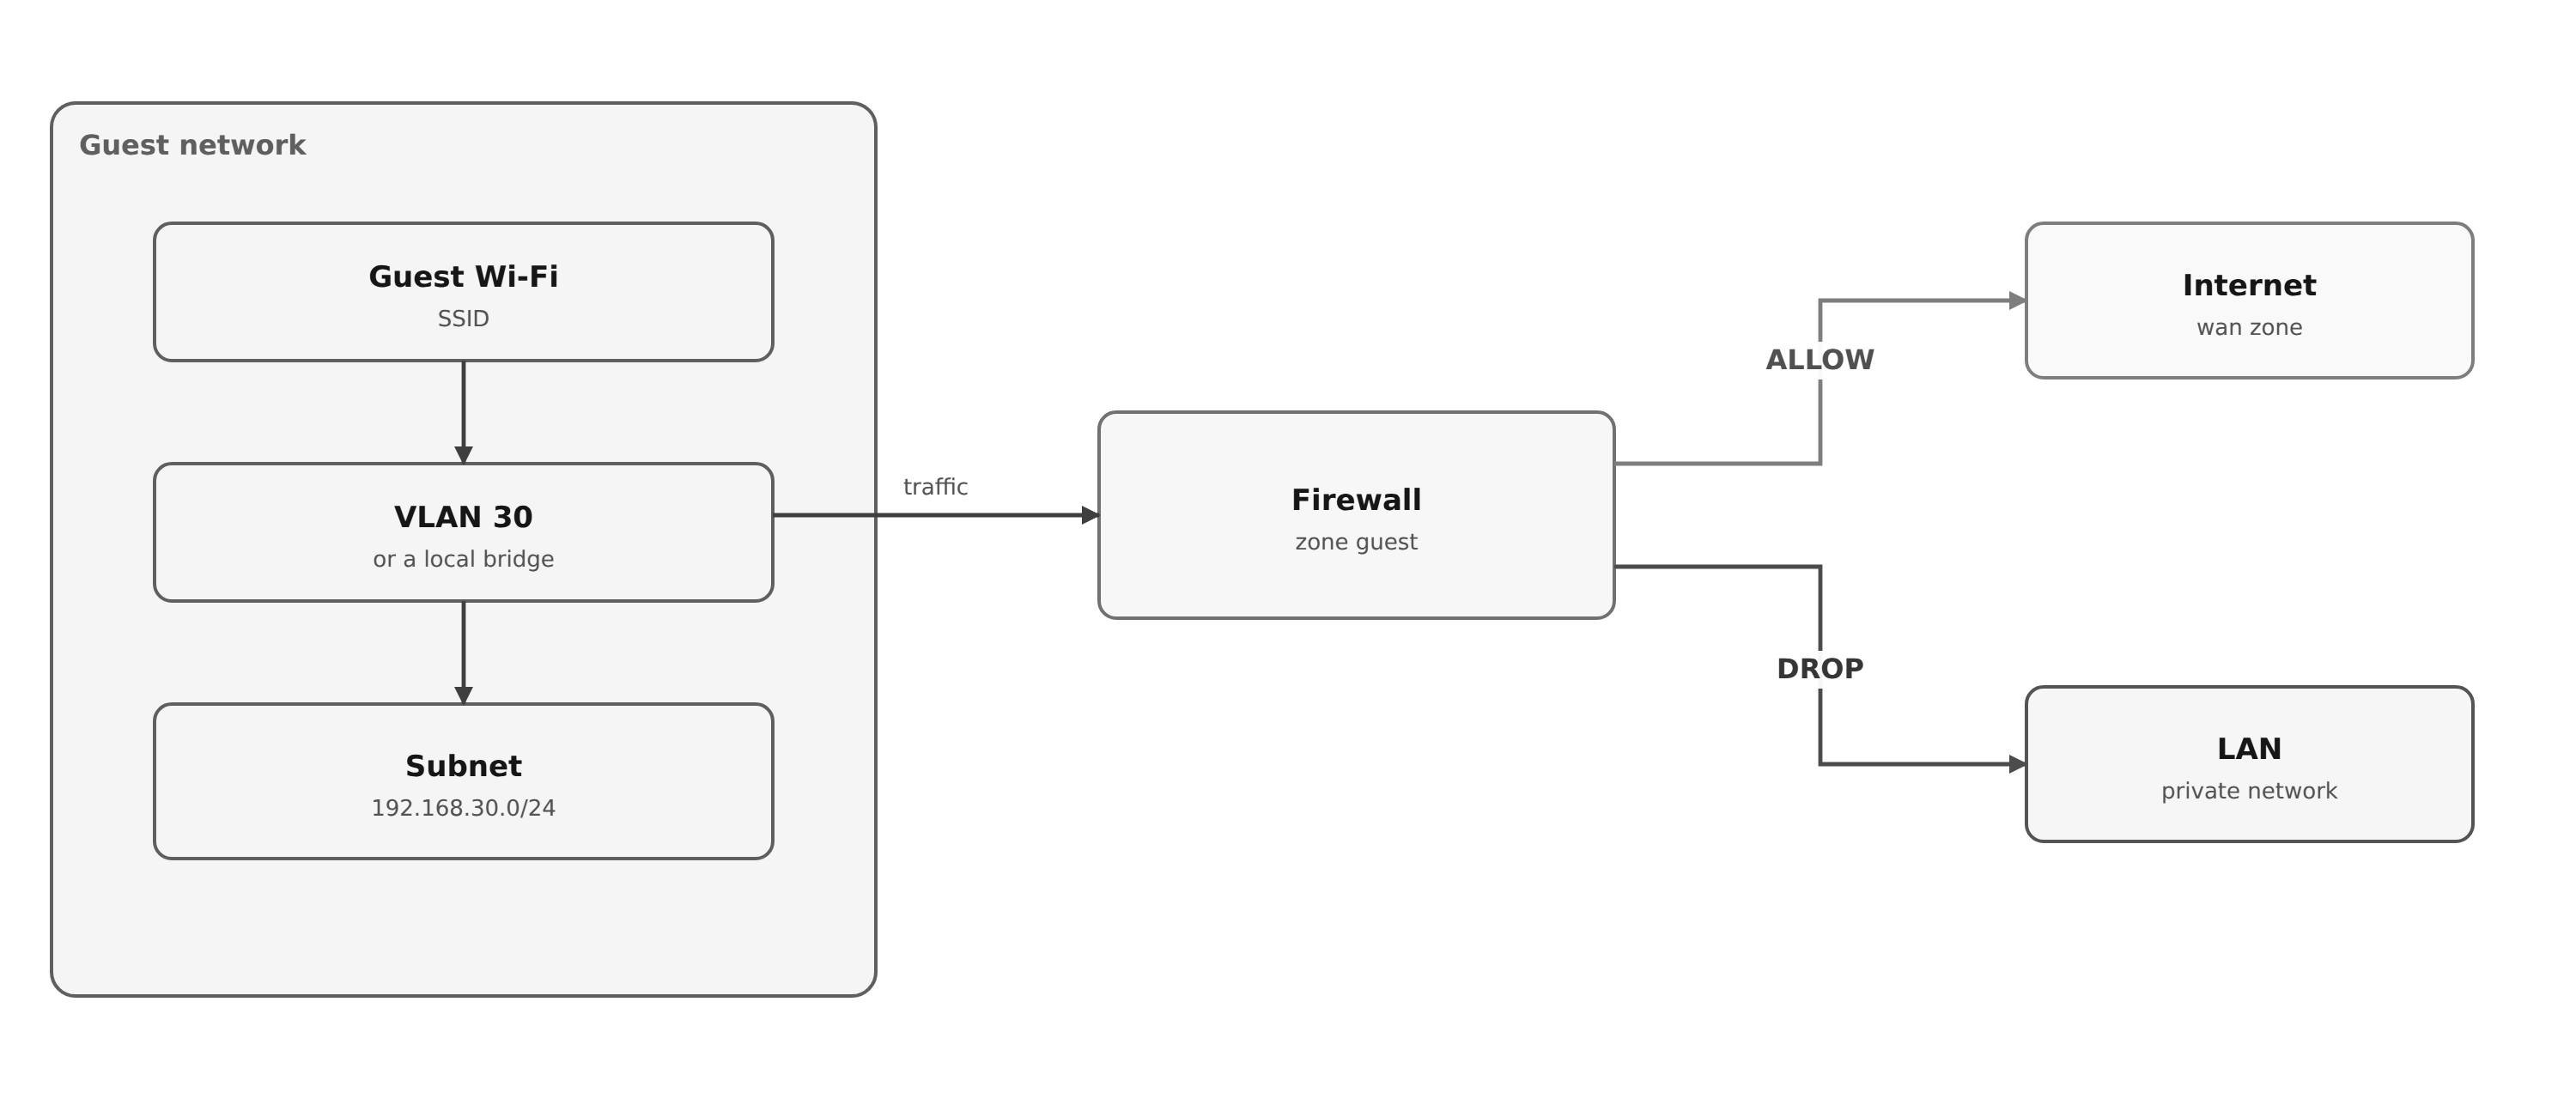 Guest network
Guest Wi-Fi
SSID
VLAN 30
or a local bridge
Subnet
192.168.30.0/24
traffic
Firewall
zone guest
ALLOW
DROP
Internet
wan zone
LAN
private network